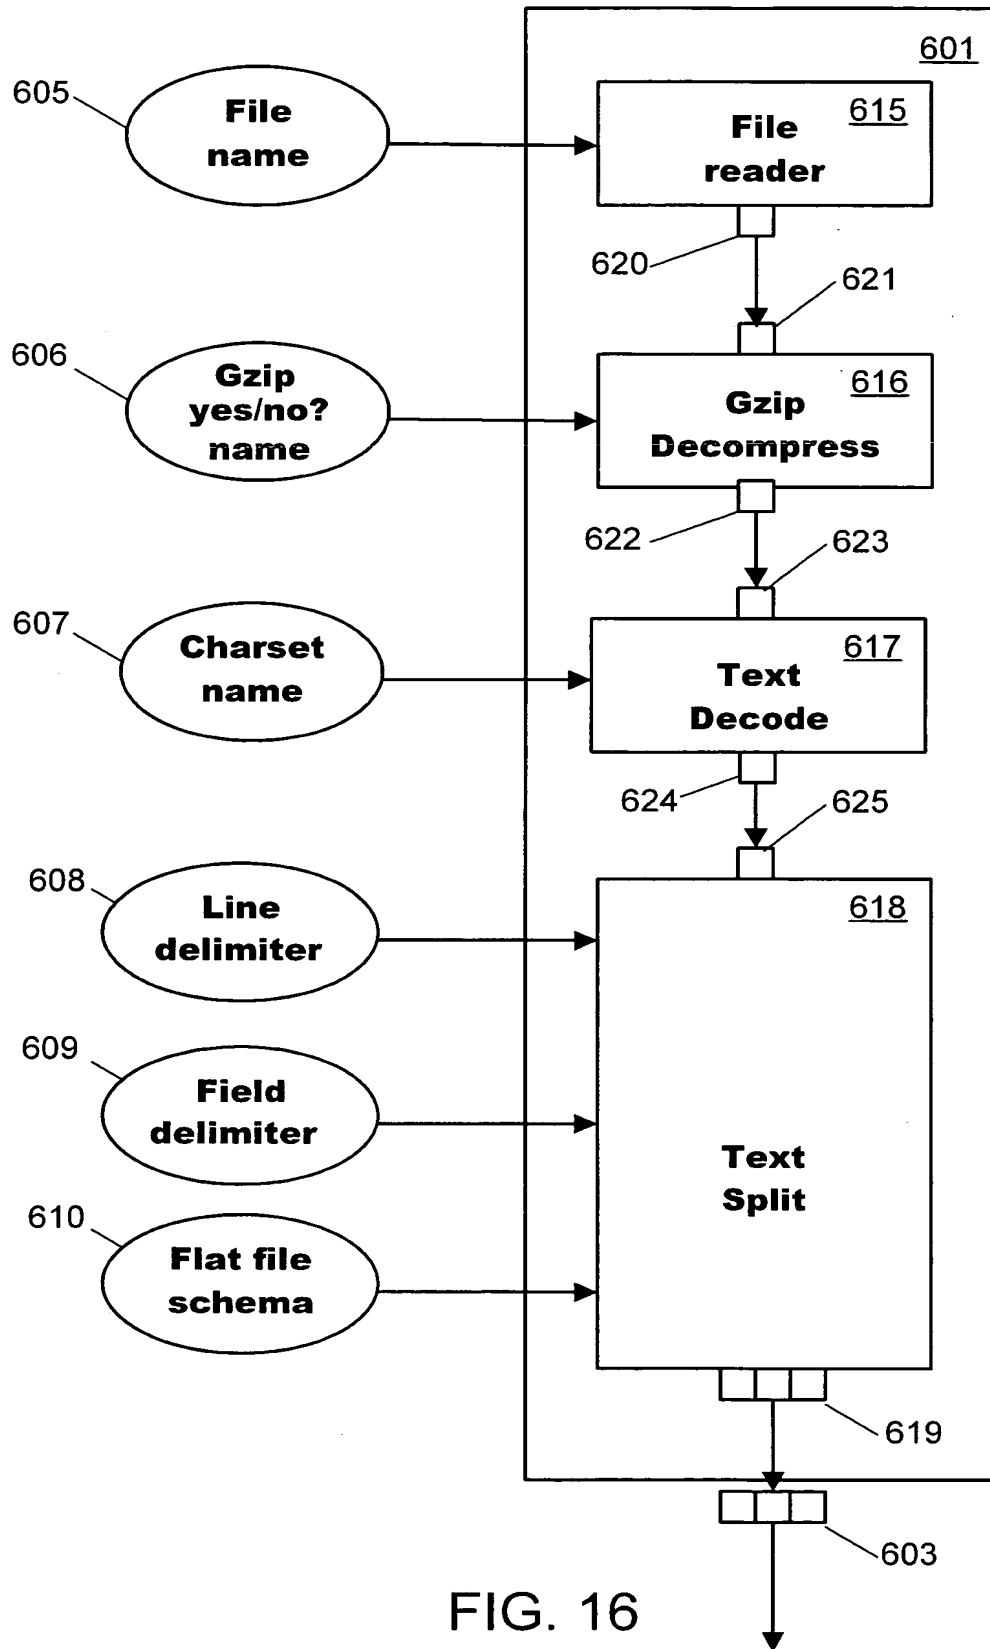 601
605
File
name
615
File
reader
620
621
606
Gzip
yes/no?
name
616
Gzip
Decompress
622
623
607
Charset
name
617
Text
Decode
624
625
608
Line
delimiter
618
609
Field
delimiter
Text
Split
610
Flat file
schema
619
603
FIG. 16